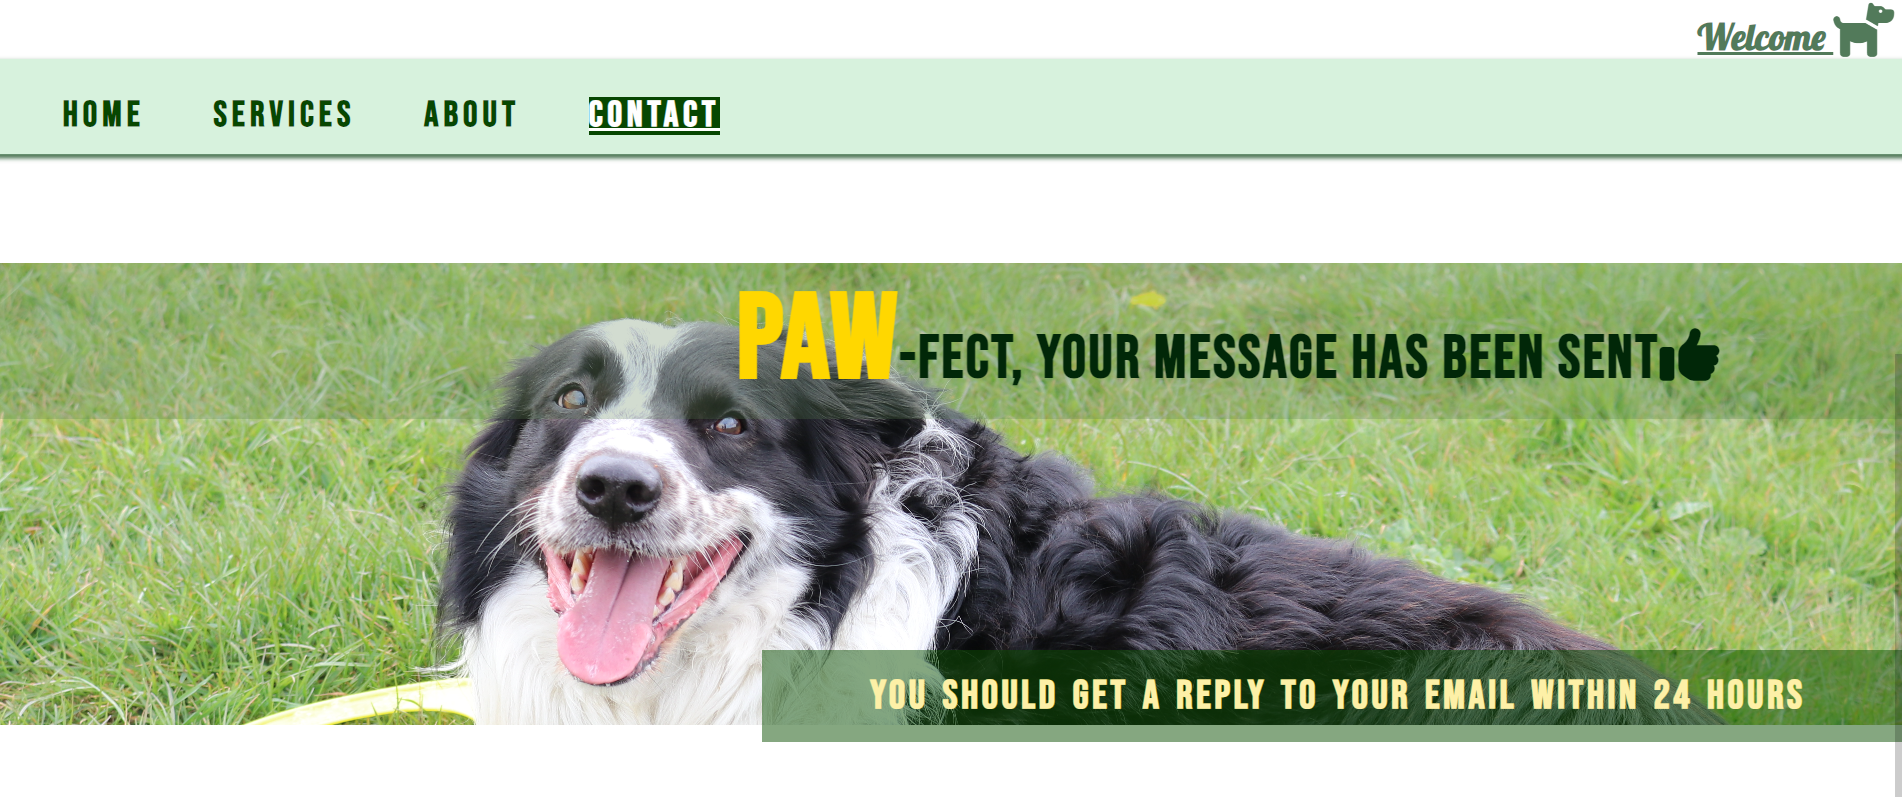 Welcome
HOME SERVICES ABOUT CONTACT
PAW-FECT, YOUR MESSAGE HAS BEEN SENT
YOU SHOULD GET A REPLY TO YOUR EMAIL WITHIN 24 HOURS